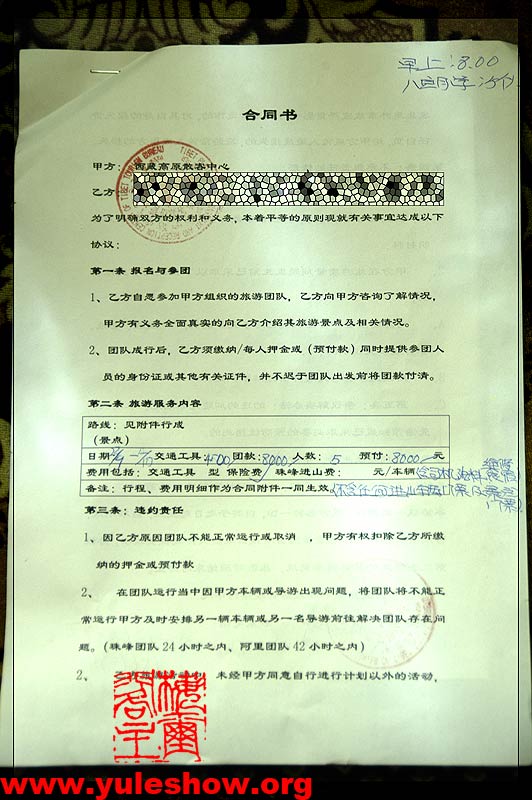 早上:8.00
合同书
甲方: 西藏高原散客中心
乙方:
为了明确双方的权利和义务,本着平等的原则现就有关事宜达成以下
协议:
第一条 报名与参团
1、乙方自愿参加甲方组织的旅游团队,乙方向甲方咨询了解情况,
甲方有义务全面真实的向乙方介绍其旅游景点及相关情况。
2、团队成行后,乙方须缴纳/每人押金或(预付款)同时提供参团人
员的身份证或其他有关证件,并不迟于团队出发前将团款付清。
第二条 旅游服务内容
路线:见附件行成
(景点)
日期 交通工具 4500 团款:8000 人数:5 预付:8000 元
费用包括:交通工具 型 保险费 珠峰进山费: 元/车辆
备注:行程、费用明细作为合同附件一同生效
第三条:违约责任
1、因乙方原因团队不能正常运行或取消 ,甲方有权扣除乙方所缴
纳的押金或预付款
2、 在团队运行当中因甲方车辆或导游出现问题,将团队将不能正
常运行甲方及时安排另一辆车辆或另一名导游前往解决团队存在问
题。(珠峰团队24小时之内、阿里团队42小时之内)
2、 未经甲方同意自行进行计划以外的活动,
www.yuleshow.org